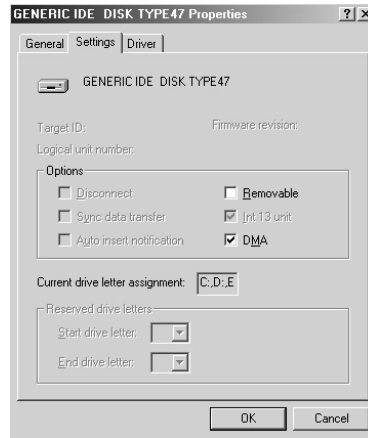 GENERIC IDE DISK TYPE47 Properties
General Settings Driver
GENERIC IDE DISK TYPE47
Target ID: Firmware revision:
Logical unit number:
Options
Disconnect Removable
Sync data transfer Int 13 unit
Auto insert notification DMA
Current drive letter assignment: C:,D:,E
Reserved drive letters
Start drive letter:
End drive letter:
OK Cancel